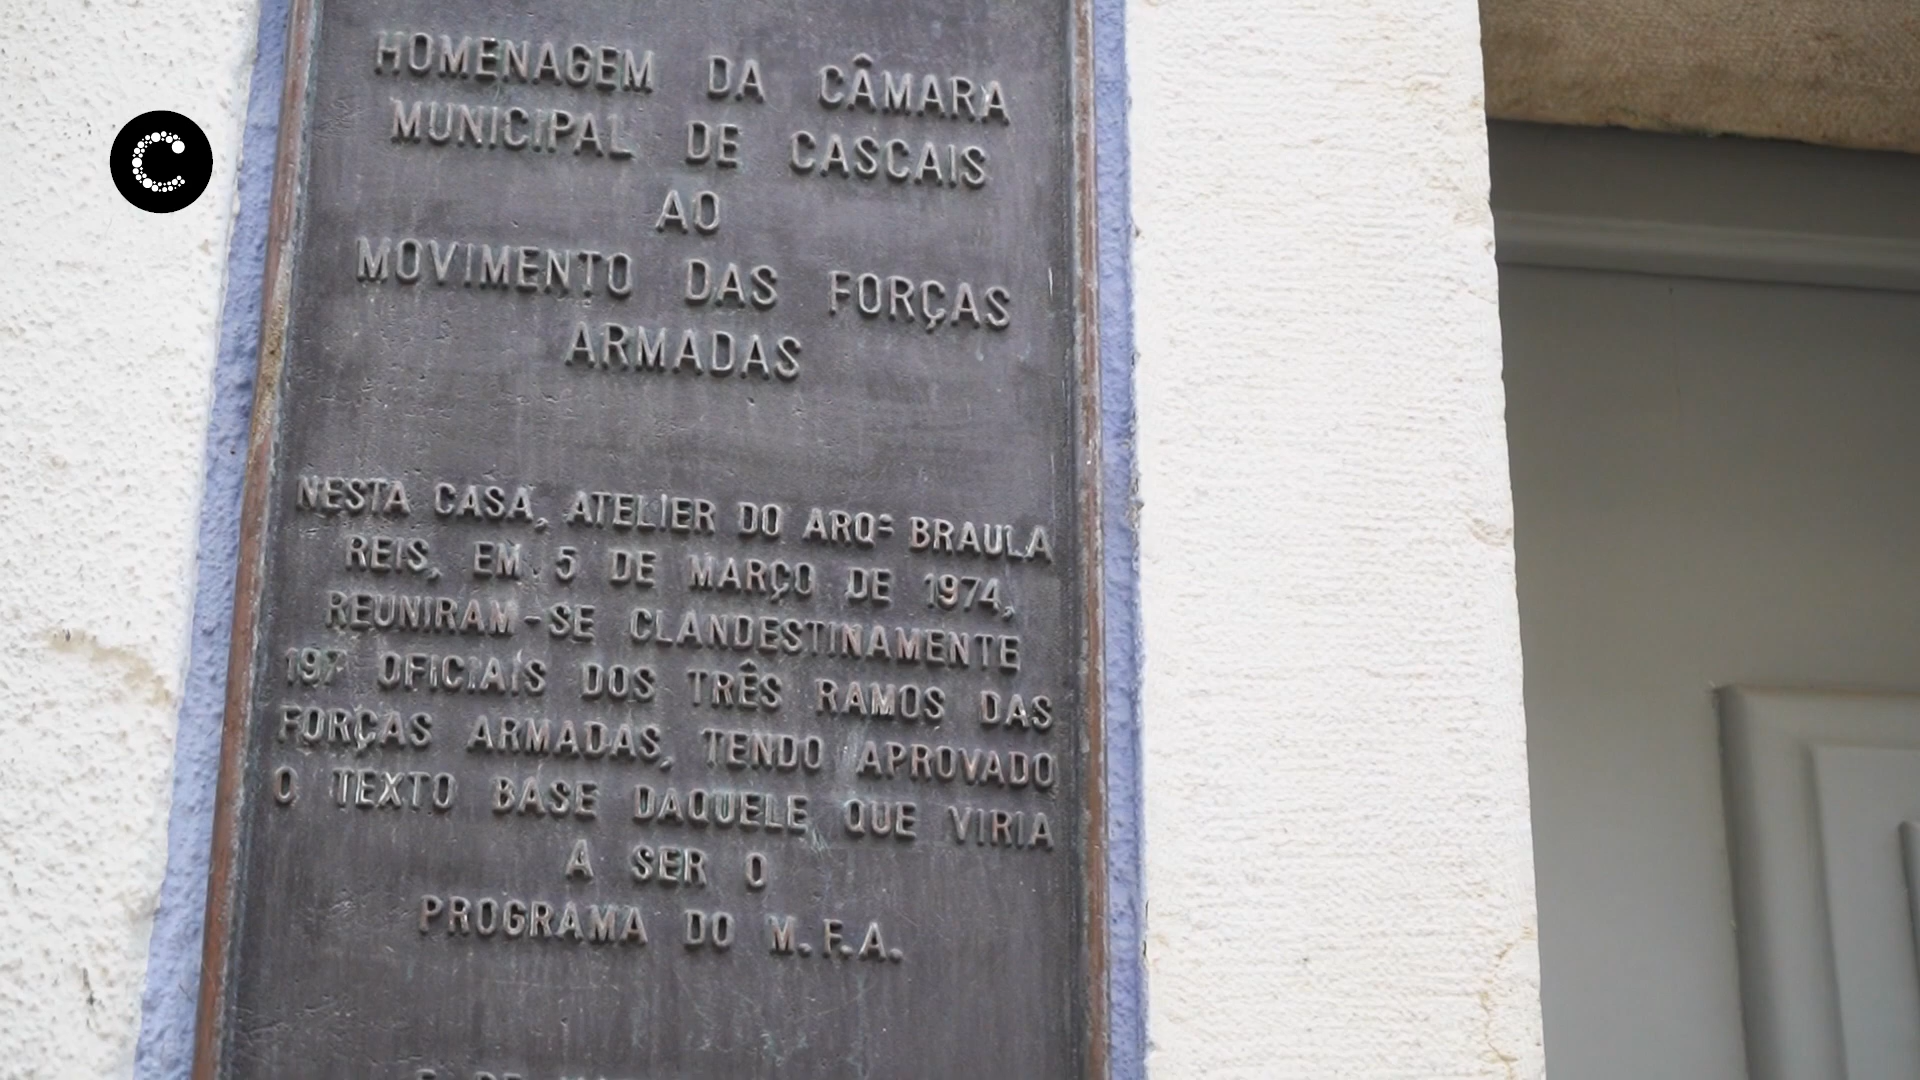 HOMENAGEM DA CÂMARA
MUNICIPAL DE CASCAIS
AO
MOVIMENTO DAS FORÇAS
ARMADAS
NESTA CASA, ATELIER DO ARQº BRAULA
REIS, EM 5 DE MARÇO DE 1974,
REUNIRAM-SE CLANDESTINAMENTE
197 OFICIAIS DOS TRÊS RAMOS DAS
FORÇAS ARMADAS, TENDO APROVADO
O TEXTO BASE DAQUELE QUE VIRIA
A SER O
PROGRAMA DO M.F.A.